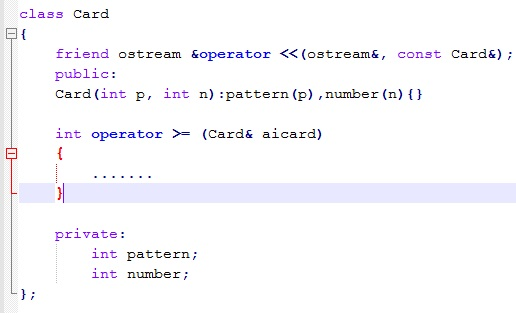 class Card
{
friend ostream &operator <<(ostream&, const Card&);
public:
Card(int p, int n):pattern(p),number(n){}
int operator >= (Card& aicard)
{
.......
}
private:
int pattern;
int number;
};